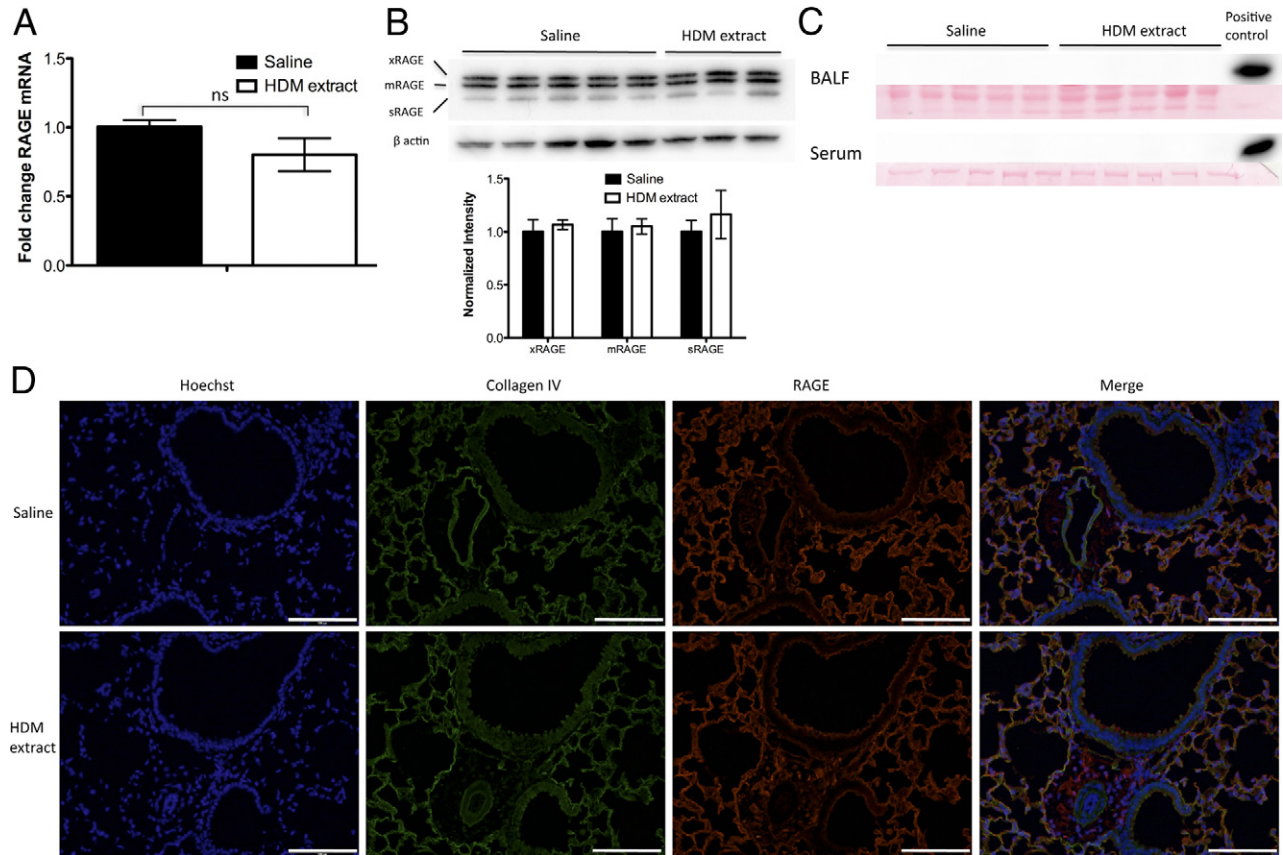 A
Fold change RAGE mRNA
1.5
1.0
0.5
0.0
Saline
HDM extract
ns
B
Saline
HDM extract
xRAGE
mRAGE
sRAGE
β actin
Normalized Intensity
1.5
1.0
0.5
0.0
Saline
HDM extract
xRAGE
mRAGE
sRAGE
C
Saline
HDM extract
Positive
control
BALF
Serum
D
Hoechst
Collagen IV
RAGE
Merge
Saline
HDM
extract